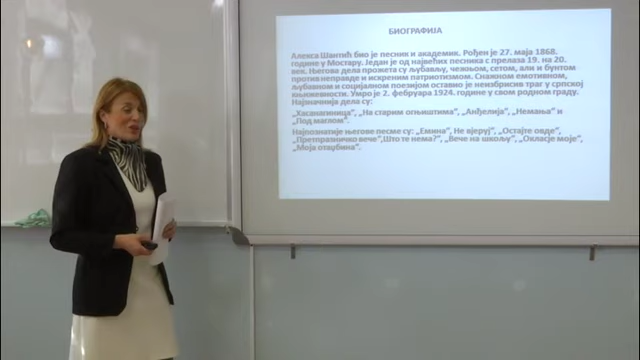 БИОГРАФИЈА
Алекса Шантић био је песник и академик. Рођен је 27. маја 1868.
године у Мостару. Један је од највећих песника с прелаза 19. на 20.
век. Његова дела прожета су љубављу, чежњом, сетом, али и бунтом
против неправде и искреним патриотизмом. Снажном емотивном,
љубавном и социјалном поезијом оставио је неизбрисив траг у српској
књижевности. Умро је 2. фебруара 1924. године у свом родном граду.
Најзначнија дела су:
„Хасанагиница“, „На старим огњиштима“, „Анђелија“, „Немања“ и
„Под маглом“.
Најпознатије његове песме су: „Емина“, Не вјеруј“, „Остајте овде“,
„Претпразничко вече“,Што те нема?“, „Вече на шкољу“, „Окласје моје“,
„Моја отаџбина“.